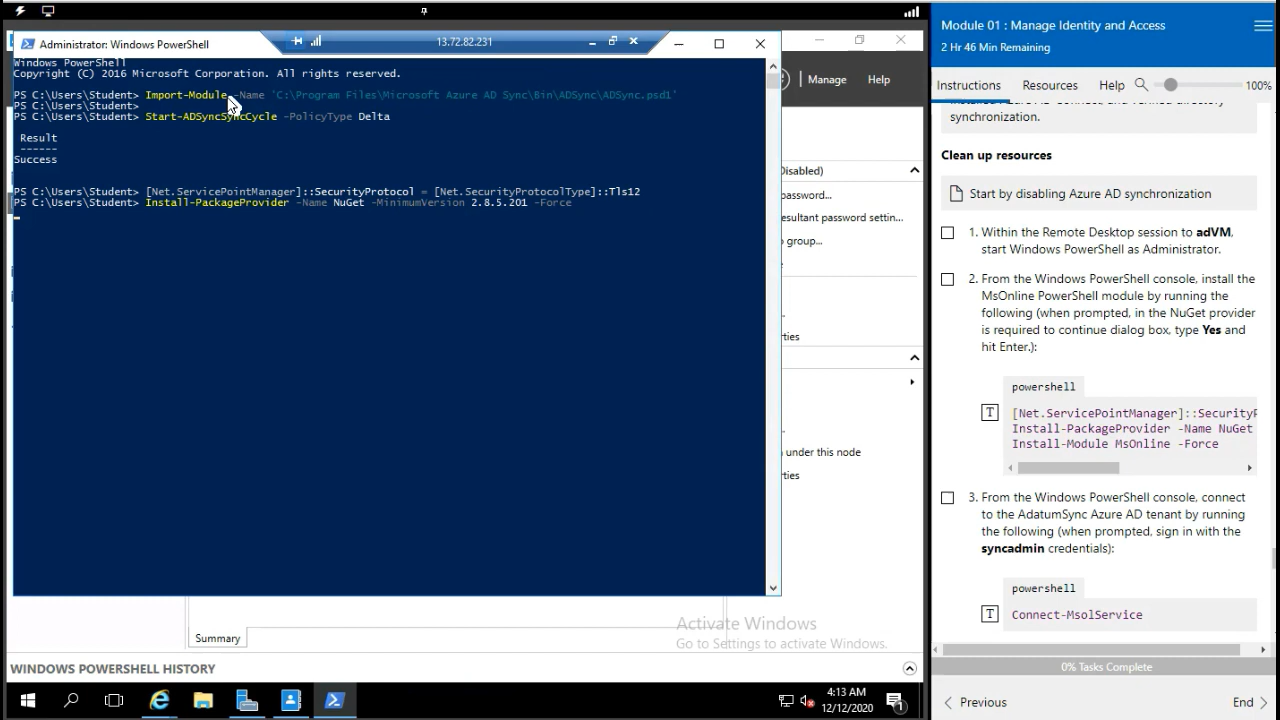 Administrator: Windows PowerShell
13.72.82.231
Windows PowerShell
Copyright (C) 2016 Microsoft Corporation. All rights reserved.
PS C:\Users\Student> Import-Module -Name 'C:\Program Files\Microsoft Azure AD Sync\Bin\ADSync\ADSync.psd1'
PS C:\Users\Student>
PS C:\Users\Student> Start-ADSyncSyncCycle -PolicyType Delta
Result
------
Success
PS C:\Users\Student> [Net.ServicePointManager]::SecurityProtocol = [Net.SecurityProtocolType]::Tls12
PS C:\Users\Student> Install-PackageProvider -Name NuGet -MinimumVersion 2.8.5.201 -Force
Manage
Help
Disabled)
password...
esultant password settin...
group...
rties
under this node
rties
Activate Windows
Go to Settings to activate Windows.
Summary
WINDOWS POWERSHELL HISTORY
4:13 AM
12/12/2020
1
Module 01 : Manage Identity and Access
2 Hr 46 Min Remaining
Instructions
Resources
Help
100%
synchronization.
Clean up resources
Start by disabling Azure AD synchronization
1. Within the Remote Desktop session to adVM,
start Windows PowerShell as Administrator.
2. From the Windows PowerShell console, install the
MsOnline PowerShell module by running the
following (when prompted, in the NuGet provider
is required to continue dialog box, type Yes and
hit Enter.):
powershell
T
[Net.ServicePointManager]::SecurityP
Install-PackageProvider -Name NuGet
Install-Module MsOnline -Force
3. From the Windows PowerShell console, connect
to the AdatumSync Azure AD tenant by running
the following (when prompted, sign in with the
syncadmin credentials):
powershell
T
Connect-MsolService
0% Tasks Complete
Previous
End